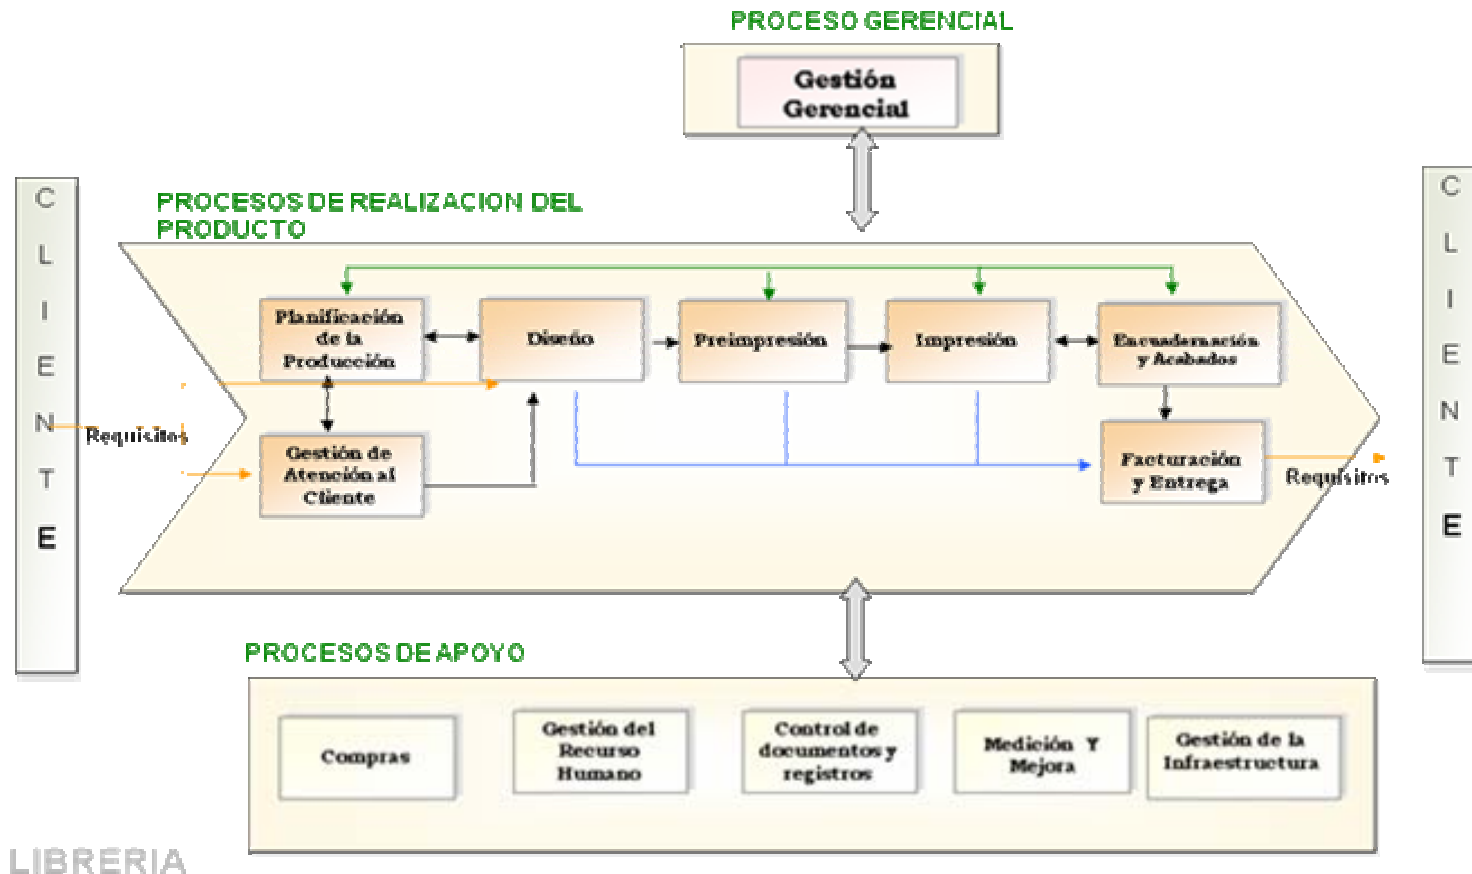 PROCESO GERENCIAL
Gestión
Gerencial
C
L
I
E
N
T
E
PROCESOS DE REALIZACION DEL
PRODUCTO
Planificación
de la
Producción
Diseño
Preimpresión
Impresión
Encuadernación
y Acabados
Requisitos
Gestión de
Atención al
Cliente
Facturación
y Entrega
Requisitos
C
L
I
E
N
T
E
PROCESOS DE APOYO
Compras
Gestión del
Recurso
Humano
Control de
documentos y
registros
Medición Y
Mejora
Gestión de la
Infraestructura
LIBRERIA